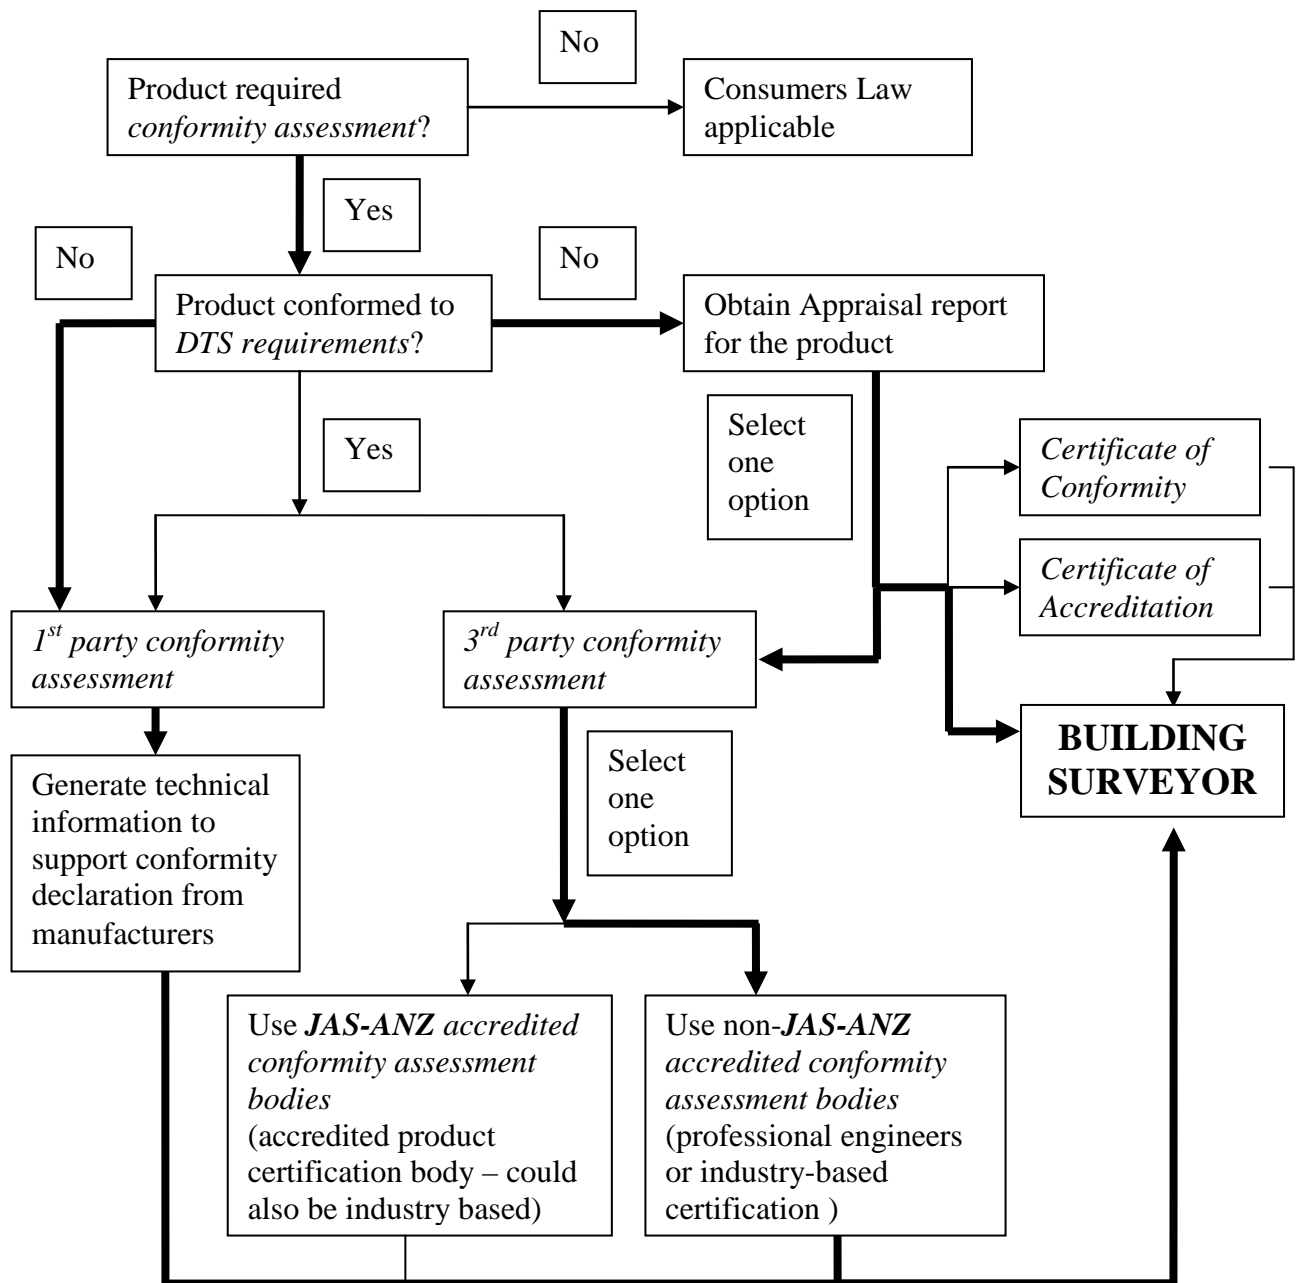 No
Product required
conformity assessment?
Consumers Law
applicable
Yes
No
No
Product conformed to
DTS requirements?
Obtain Appraisal report
for the product
Yes
Select
one
option
Certificate of
Conformity
Certificate of
Accreditation
1st party conformity
assessment
3rd party conformity
assessment
BUILDING
SURVEYOR
Generate technical
information to
support conformity
declaration from
manufacturers
Select
one
option
Use JAS-ANZ accredited
conformity assessment
bodies
(accredited product
certification body – could
also be industry based)
Use non-JAS-ANZ
accredited conformity
assessment bodies
(professional engineers
or industry-based
certification )